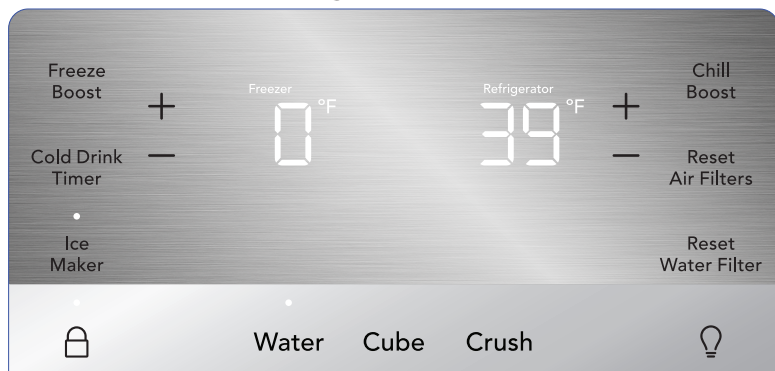 Freeze
Boost
Freezer
0 °F
Refrigerator
39 °F
Chill
Boost
+
+
Cold Drink
Timer
−
−
Reset
Air Filters
Ice
Maker
Reset
Water Filter
Water Cube Crush